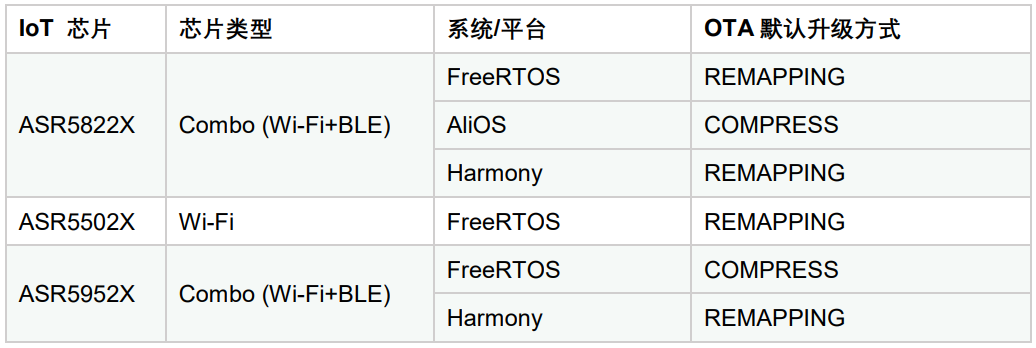 IoT 芯片 芯片类型 系统/平台 OTA 默认升级方式
ASR5822X Combo (Wi-Fi+BLE) FreeRTOS REMAPPING
AliOS COMPRESS
Harmony REMAPPING
ASR5502X Wi-Fi FreeRTOS REMAPPING
ASR5952X Combo (Wi-Fi+BLE) FreeRTOS COMPRESS
Harmony REMAPPING